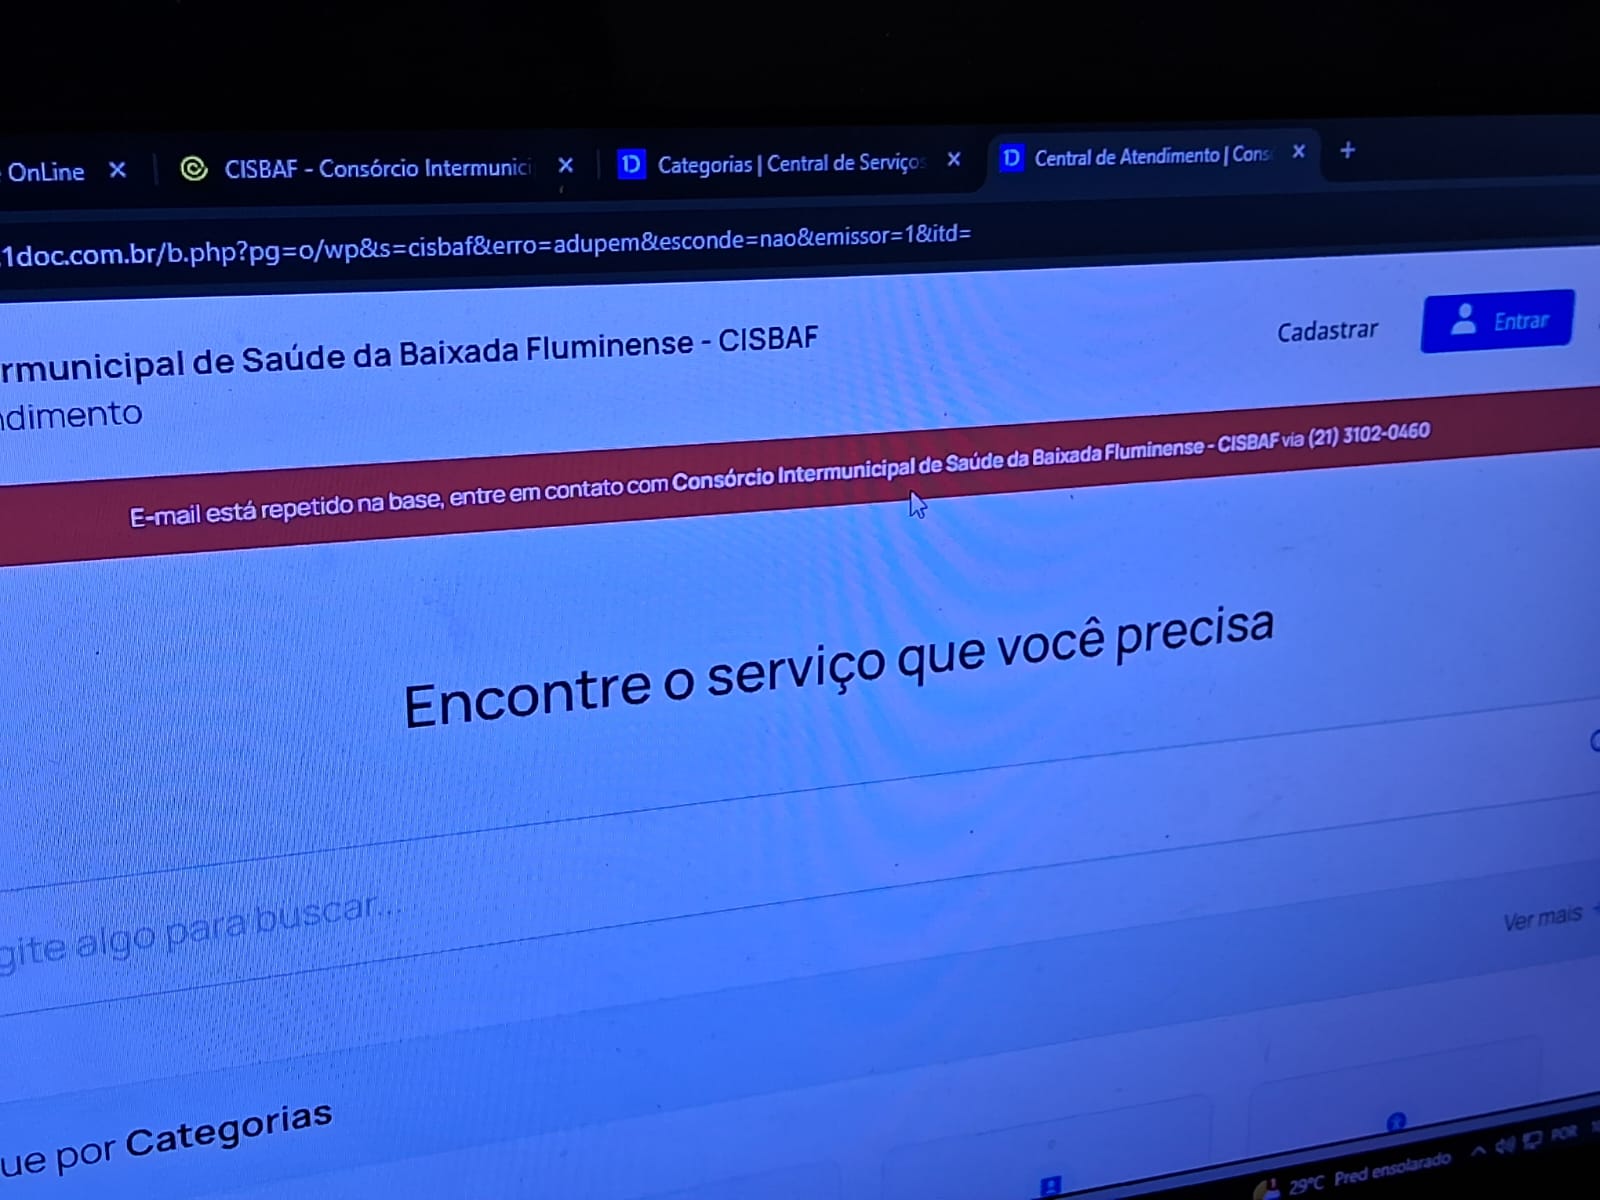 OnLine
CISBAF - Consórcio Intermunici
Categorias | Central de Serviços
Central de Atendimento | Cons
1doc.com.br/b.php?pg=o/wp&s=cisbaf&erro=adupem&esconde=nao&emissor=1&itd=
rmunicipal de Saúde da Baixada Fluminense - CISBAF
Cadastrar
Entrar
ndimento
E-mail está repetido na base, entre em contato com Consórcio Intermunicipal de Saúde da Baixada Fluminense - CISBAF via (21) 3102-0460
Encontre o serviço que você precisa
gite algo para buscar...
Ver mais
ue por Categorias
29°C Pred ensolarado
POR